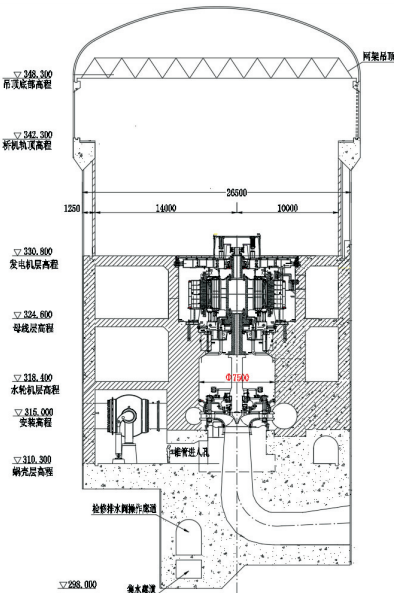 网架吊顶
▽348.300
吊顶底部高程
▽342.300
桥机轨顶高程
26500
1250
14000
10000
▽330.800
发电机层高程
▽324.600
母线层高程
▽318.400
水轮机层高程
Φ7500
▽315.000
安装高程
锥管进人孔
▽310.300
蜗壳层高程
检修排水阀操作廊道
▽298.000
集水廊道